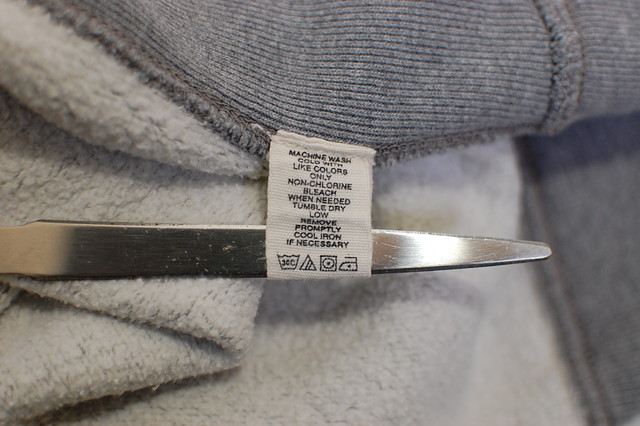 MACHINE WASH
COLD WITH
LIKE COLORS
ONLY
NON-CHLORINE
BLEACH
WHEN NEEDED
TUMBLE DRY
LOW
REMOVE
PROMPTLY
COOL IRON
IF NECESSARY
30C